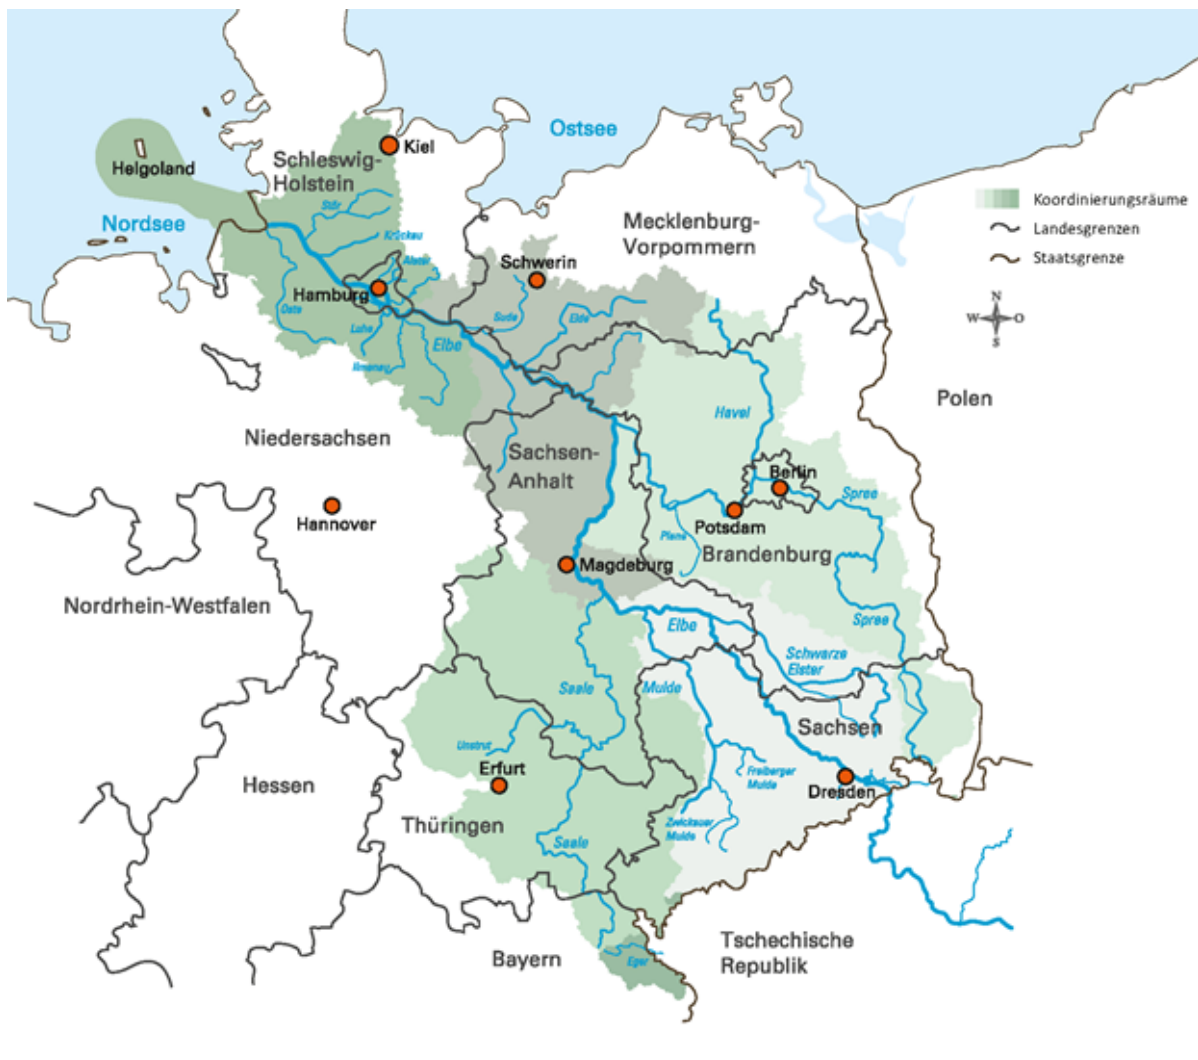 Ostsee
Kiel
Schleswig-
Holstein
Helgoland
Koordinierungsräume
Stör
Nordsee
Mecklenburg-
Vorpommern
Landesgrenzen
Krückau
Staatsgrenze
Alster
Schwerin
Hamburg
N
W
O
S
Oste
Luhe
Sude
Elde
Elbe
Ilmenau
Polen
Havel
Niedersachsen
Sachsen-
Anhalt
Berlin
Spree
Hannover
Potsdam
Plane
Brandenburg
Magdeburg
Nordrhein-Westfalen
Elbe
Spree
Schwarze
Elster
Saale
Mulde
Sachsen
Unstrut
Erfurt
Freiberger
Mulde
Hessen
Dresden
Thüringen
Zwickauer
Mulde
Saale
Tschechische
Republik
Bayern
Eger